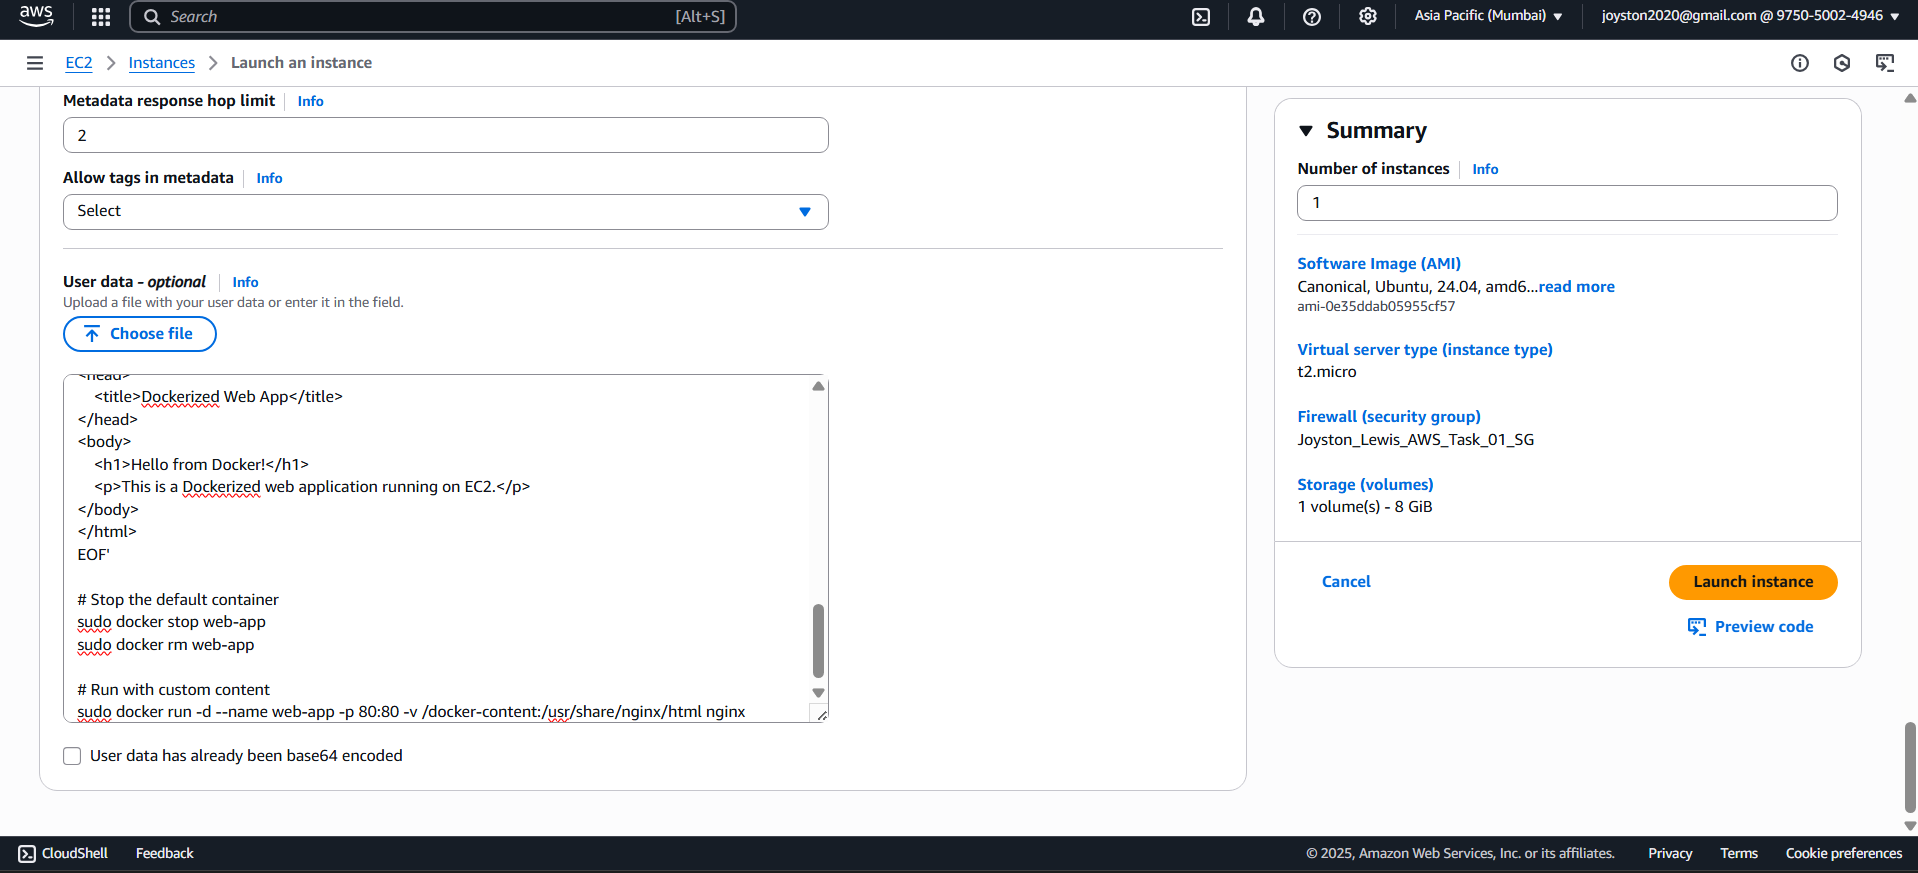 aws
Search [Alt+S]
Asia Pacific (Mumbai)
joyston2020@gmail.com @ 9750-5002-4946
EC2
Instances
Launch an instance
Metadata response hop limit
Info
2
Allow tags in metadata
Info
Select
User data - optional
Info
Upload a file with your user data or enter it in the field.
Choose file
<head>
<title>Dockerized Web App</title>
</head>
<body>
<h1>Hello from Docker!</h1>
<p>This is a Dockerized web application running on EC2.</p>
</body>
</html>
EOF'
# Stop the default container
sudo docker stop web-app
sudo docker rm web-app
# Run with custom content
sudo docker run -d --name web-app -p 80:80 -v /docker-content:/usr/share/nginx/html nginx
User data has already been base64 encoded
Summary
Number of instances
Info
1
Software Image (AMI)
Canonical, Ubuntu, 24.04, amd6...read more
ami-0e35ddab05955cf57
Virtual server type (instance type)
t2.micro
Firewall (security group)
Joyston_Lewis_AWS_Task_01_SG
Storage (volumes)
1 volume(s) - 8 GiB
Cancel
Launch instance
Preview code
CloudShell
Feedback
© 2025, Amazon Web Services, Inc. or its affiliates.
Privacy
Terms
Cookie preferences